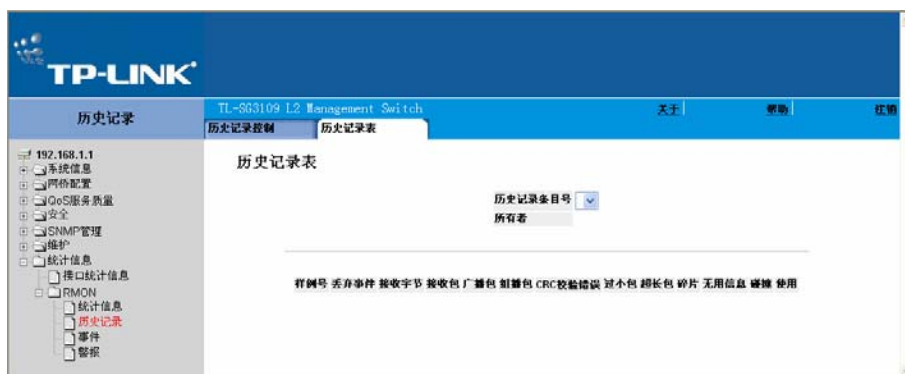 TP-LINK
历史记录
TL-SG3109 L2 Management Switch
关于
帮助
注销
历史记录控制
历史记录表
192.168.1.1
系统信息
网桥配置
QoS服务质量
安全
SNMP管理
维护
统计信息
接口统计信息
RMON
统计信息
历史记录
事件
警报
历史记录表
历史记录条目号
所有者
样例号 丢弃事件 接收字节 接收包 广播包 组播包 CRC校验错误 过小包 超长包 碎片 无用信息 碰撞 使用